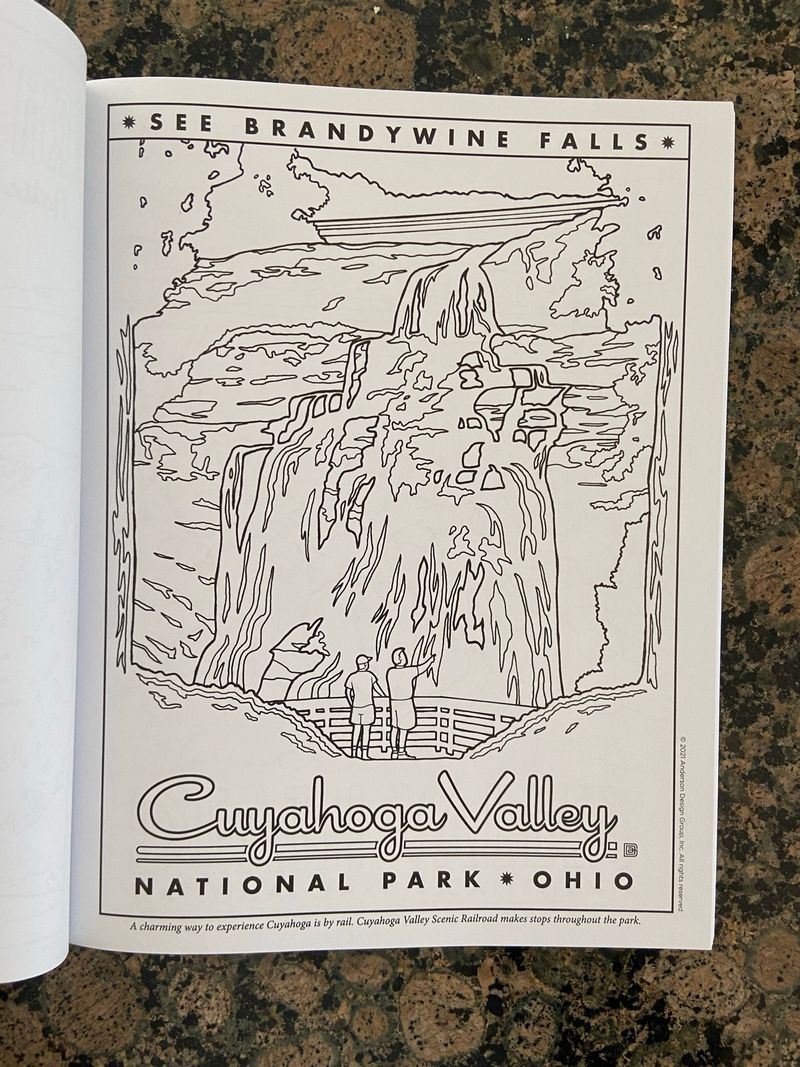 SEE BRANDYWINE FALLS
Cuyahoga Valley
NATIONAL PARK OHIO
A charming way to experience Cuyahoga is by rail. Cuyahoga Valley Scenic Railroad makes stops throughout the park.
© 2021 Anderson Design Group, Inc. All rights reserved